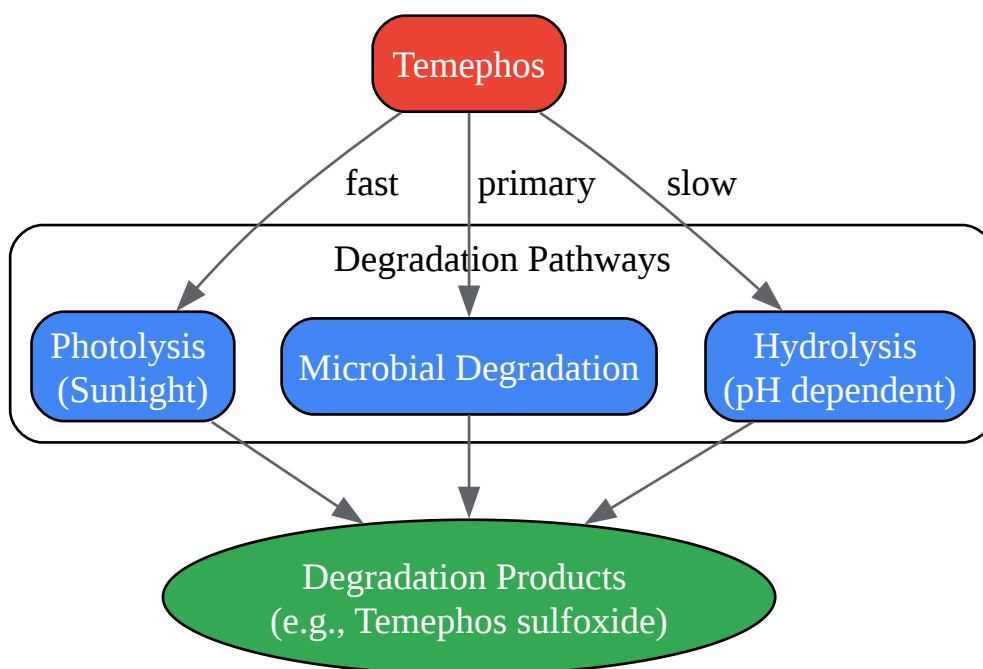 Temephos
fast
primary
slow
Degradation Pathways
Photolysis
(Sunlight)
Microbial Degradation
Hydrolysis
(pH dependent)
Degradation Products
(e.g., Temephos sulfoxide)